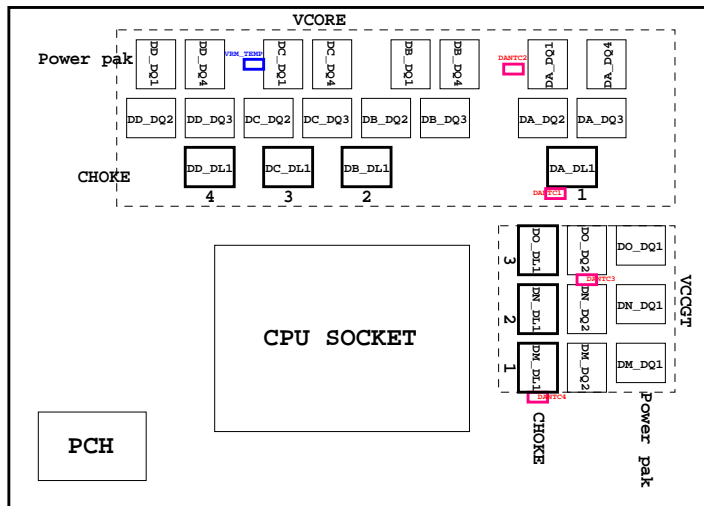 VCORE
Power pak
DD_DQ1
DD_DQ4
VRM_TEMP
DC_DQ1
DC_DQ4
DB_DQ1
DB_DQ4
DANTC2
DA_DQ1
DA_DQ4
DD_DQ2
DD_DQ3
DC_DQ2
DC_DQ3
DB_DQ2
DB_DQ3
DA_DQ2
DA_DQ3
CHOKE
DD_DL1
DC_DL1
DB_DL1
DA_DL1
4
3
2
DANTC1
1
3
DO_DL1
DO_DQ2
DO_DQ1
DANTC3
VCCGT
2
DN_DL1
DN_DQ2
DN_DQ1
CPU SOCKET
1
DM_DL1
DM_DQ2
DM_DQ1
DANTC4
CHOKE
Power pak
PCH